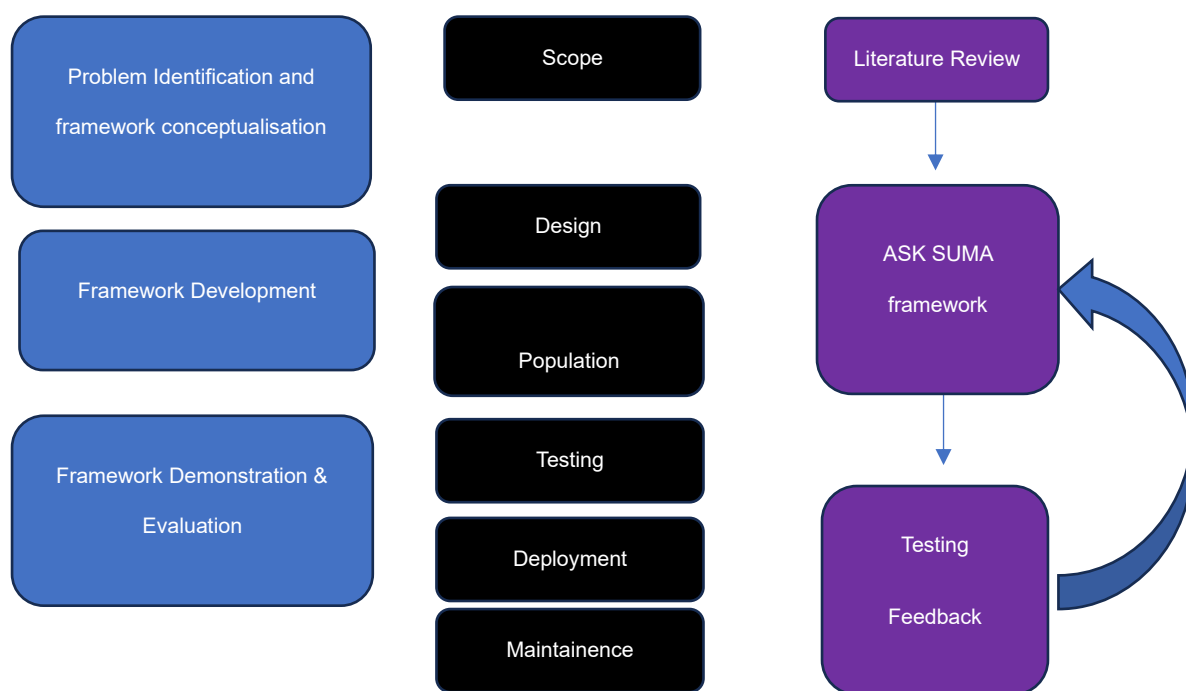 Problem Identification and
framework conceptualisation
Framework Development
Framework Demonstration &
Evaluation
Scope
Design
Population
Testing
Deployment
Maintainence
Literature Review
ASK SUMA
framework
Testing
Feedback